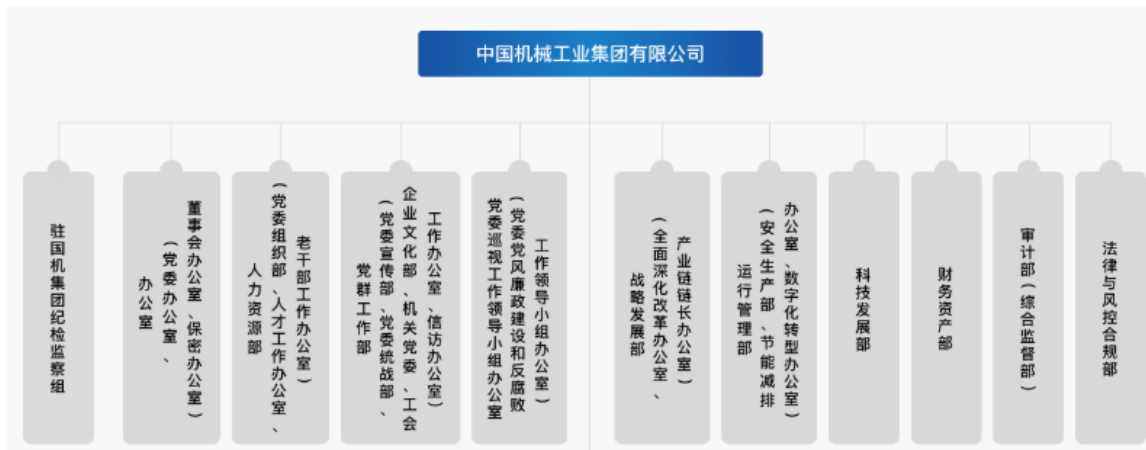 中国机械工业集团有限公司
驻国机集团纪检监察组
办公室
（党委办公室、
董事会办公室、保密办公室）
人力资源部
（党委组织部、人才工作办公室、
老干部工作办公室）
党群工作部
（党委宣传部、党委统战部、
企业文化部、机关党委、工会
工作办公室、信访办公室）
党委巡视工作领导小组办公室
（党委党风廉政建设和反腐败
工作领导小组办公室）
战略发展部
（全面深化改革办公室、
产业链链长办公室）
运行管理部
（安全生产部、节能减排
办公室、数字化转型办公室）
科技发展部
财务资产部
审计部（综合监督部）
法律与风控合规部